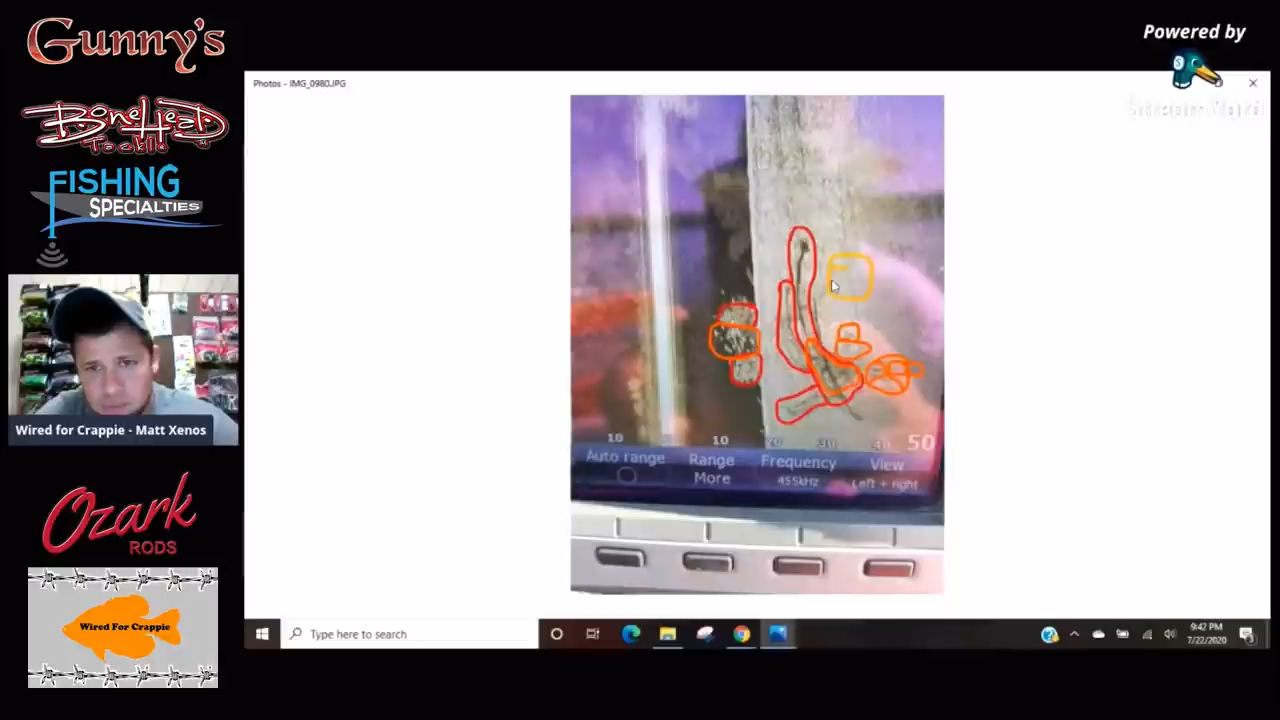 Gunny's
BoneHead
Tackle
FISHING
SPECIALTIES
Wired for Crappie - Matt Xenos
Ozark
RODS
Wired For Crappie
Powered by
StreamYard
Photos - IMG_0980.JPG
10 10 20 30 40 50
Auto range Range Frequency View
More 455kHz Left + right
Type here to search
9:42 PM
7/22/2020